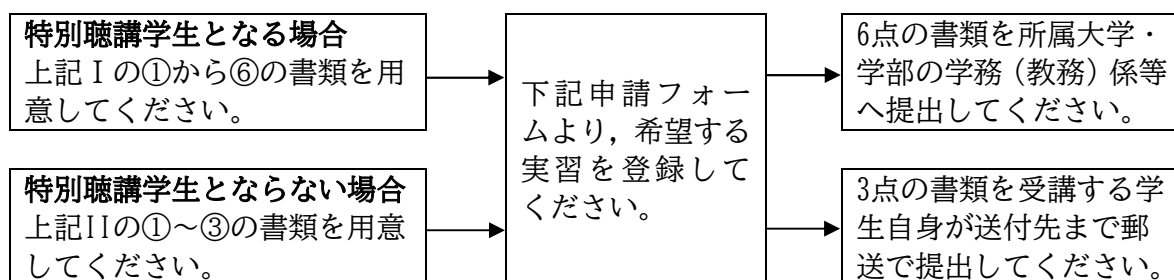 特別聴講学生となる場合
上記Ⅰの①から⑥の書類を用
意してください。
特別聴講学生とならない場合
上記IIの①～③の書類を用意
してください。
下記申請フォー
ムより，希望する
実習を登録して
ください。
6点の書類を所属大学・
学部の学務（教務）係等
へ提出してください。
3点の書類を受講する学
生自身が送付先まで郵
送で提出してください。